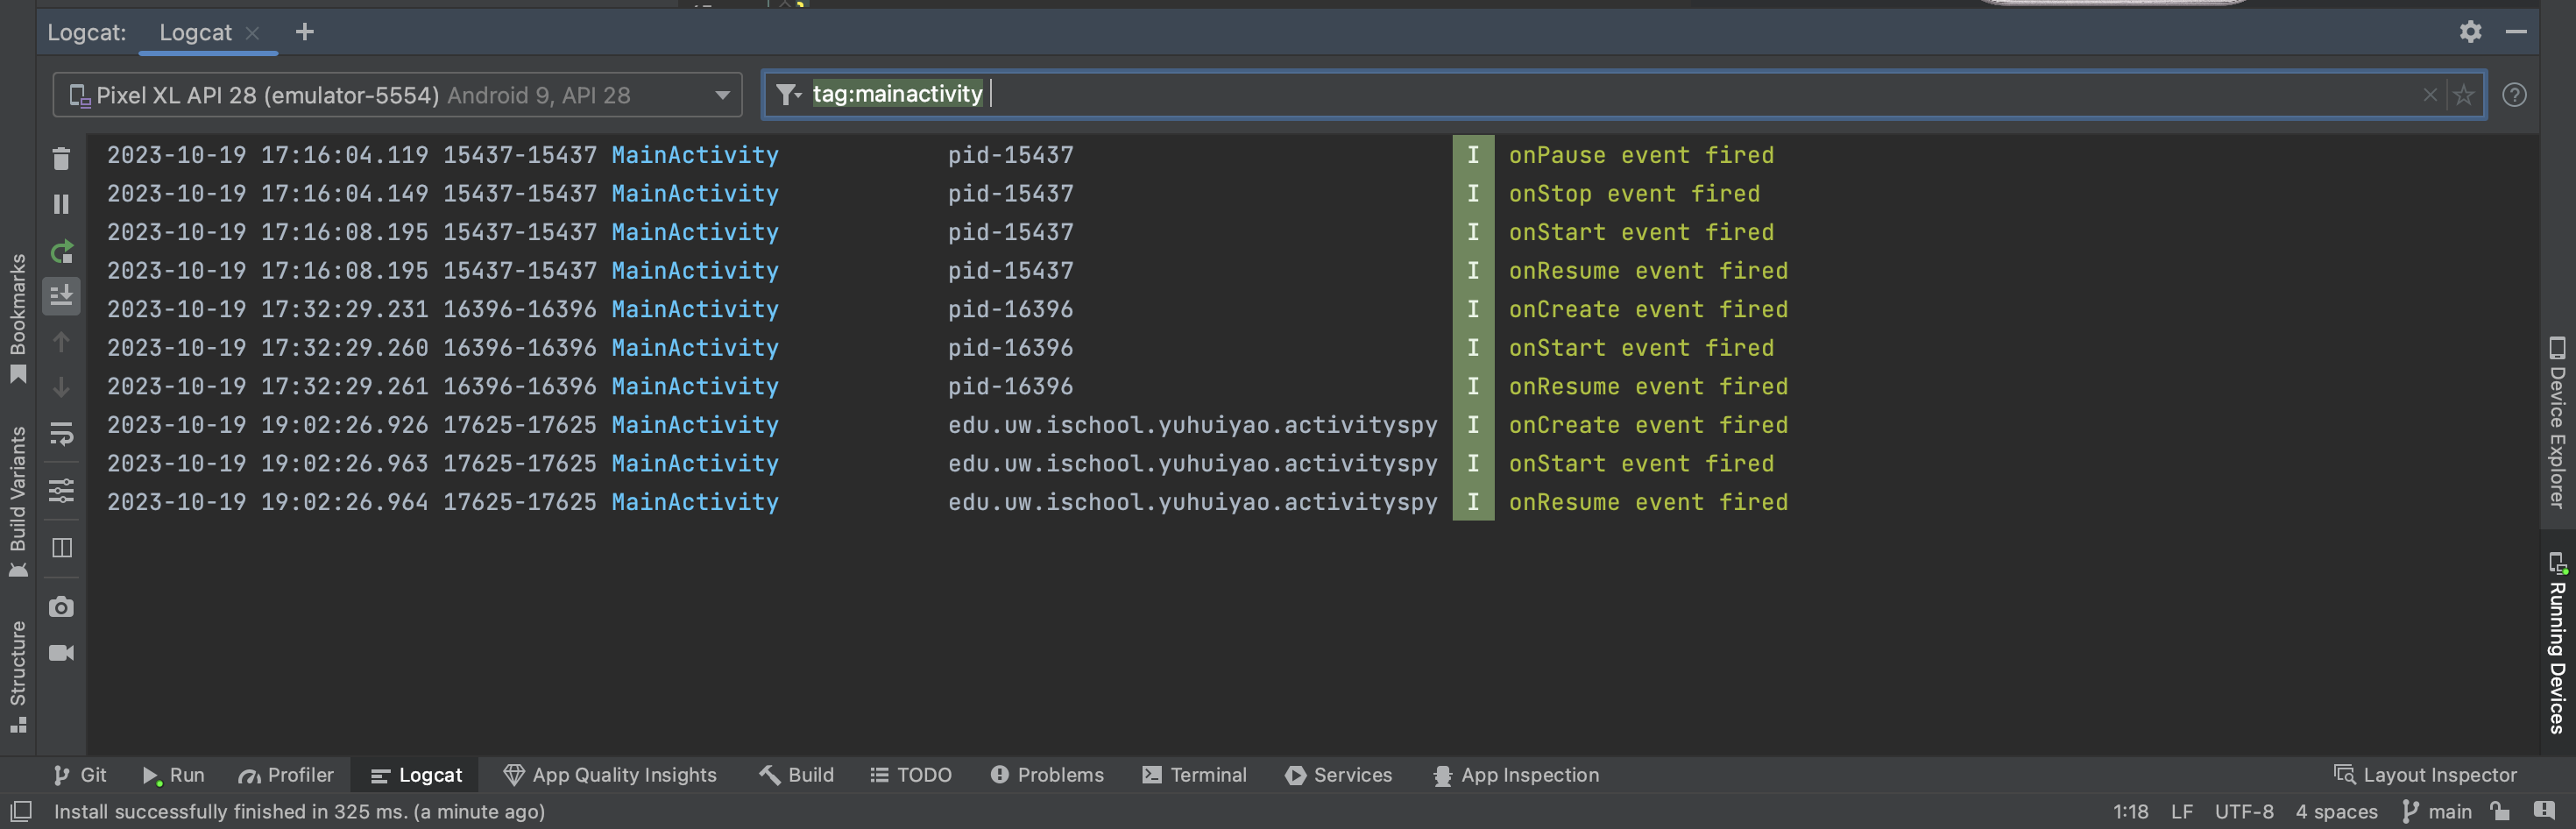 Logcat: Logcat
Pixel XL API 28 (emulator-5554) Android 9, API 28
tag:mainactivity
2023-10-19 17:16:04.119 15437-15437 MainActivity pid-15437 I onPause event fired
2023-10-19 17:16:04.149 15437-15437 MainActivity pid-15437 I onStop event fired
2023-10-19 17:16:08.195 15437-15437 MainActivity pid-15437 I onStart event fired
2023-10-19 17:16:08.195 15437-15437 MainActivity pid-15437 I onResume event fired
2023-10-19 17:32:29.231 16396-16396 MainActivity pid-16396 I onCreate event fired
2023-10-19 17:32:29.260 16396-16396 MainActivity pid-16396 I onStart event fired
2023-10-19 17:32:29.261 16396-16396 MainActivity pid-16396 I onResume event fired
2023-10-19 19:02:26.926 17625-17625 MainActivity edu.uw.ischool.yuhuiyao.activityspy I onCreate event fired
2023-10-19 19:02:26.963 17625-17625 MainActivity edu.uw.ischool.yuhuiyao.activityspy I onStart event fired
2023-10-19 19:02:26.964 17625-17625 MainActivity edu.uw.ischool.yuhuiyao.activityspy I onResume event fired
Bookmarks
Build Variants
Structure
Device Explorer
Running Devices
Git Run Profiler Logcat App Quality Insights Build TODO Problems Terminal Services App Inspection Layout Inspector
Install successfully finished in 325 ms. (a minute ago) 1:18 LF UTF-8 4 spaces main